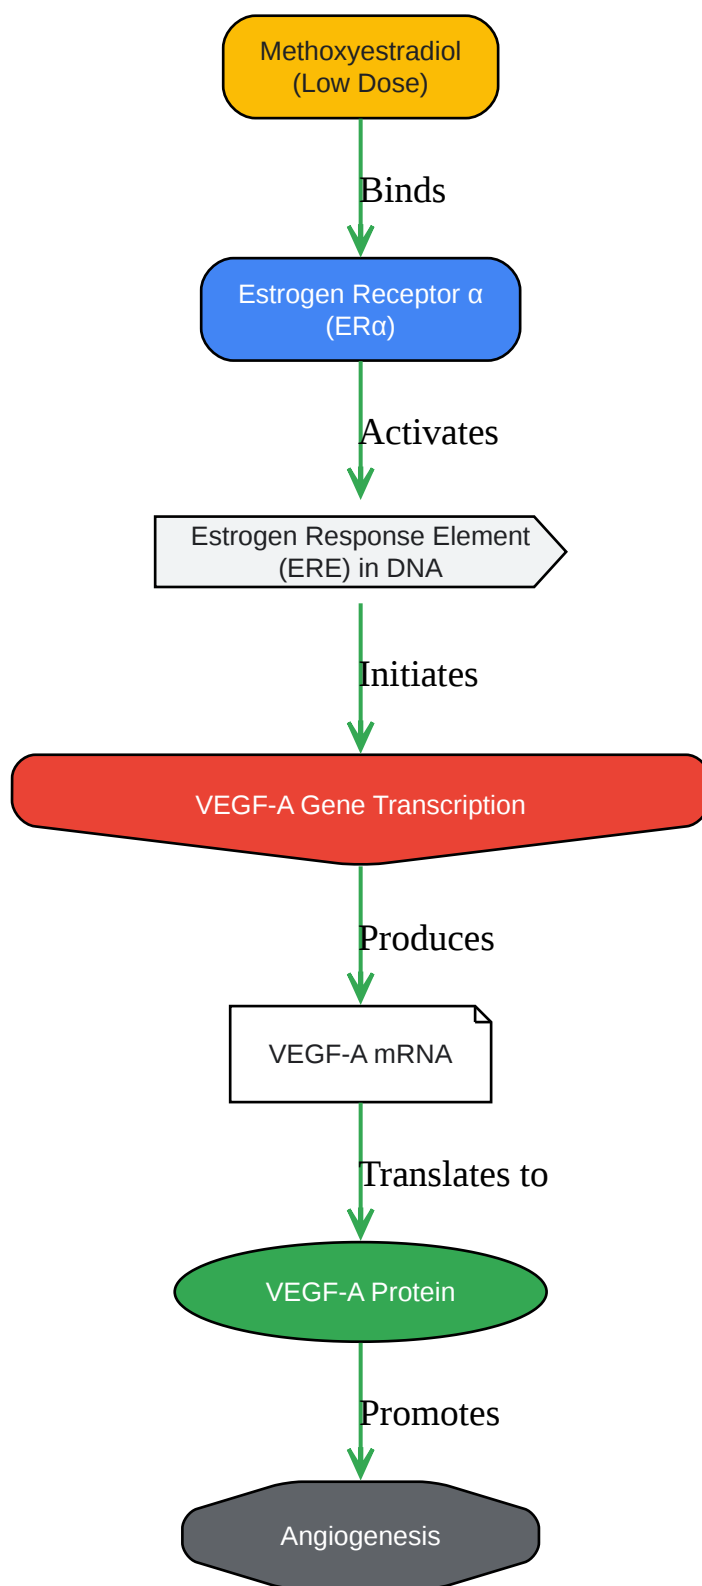 Methoxyestradiol
(Low Dose)
Binds
Estrogen Receptor α
(ERα)
Activates
Estrogen Response Element
(ERE) in DNA
Initiates
VEGF-A Gene Transcription
Produces
VEGF-A mRNA
Translates to
VEGF-A Protein
Promotes
Angiogenesis